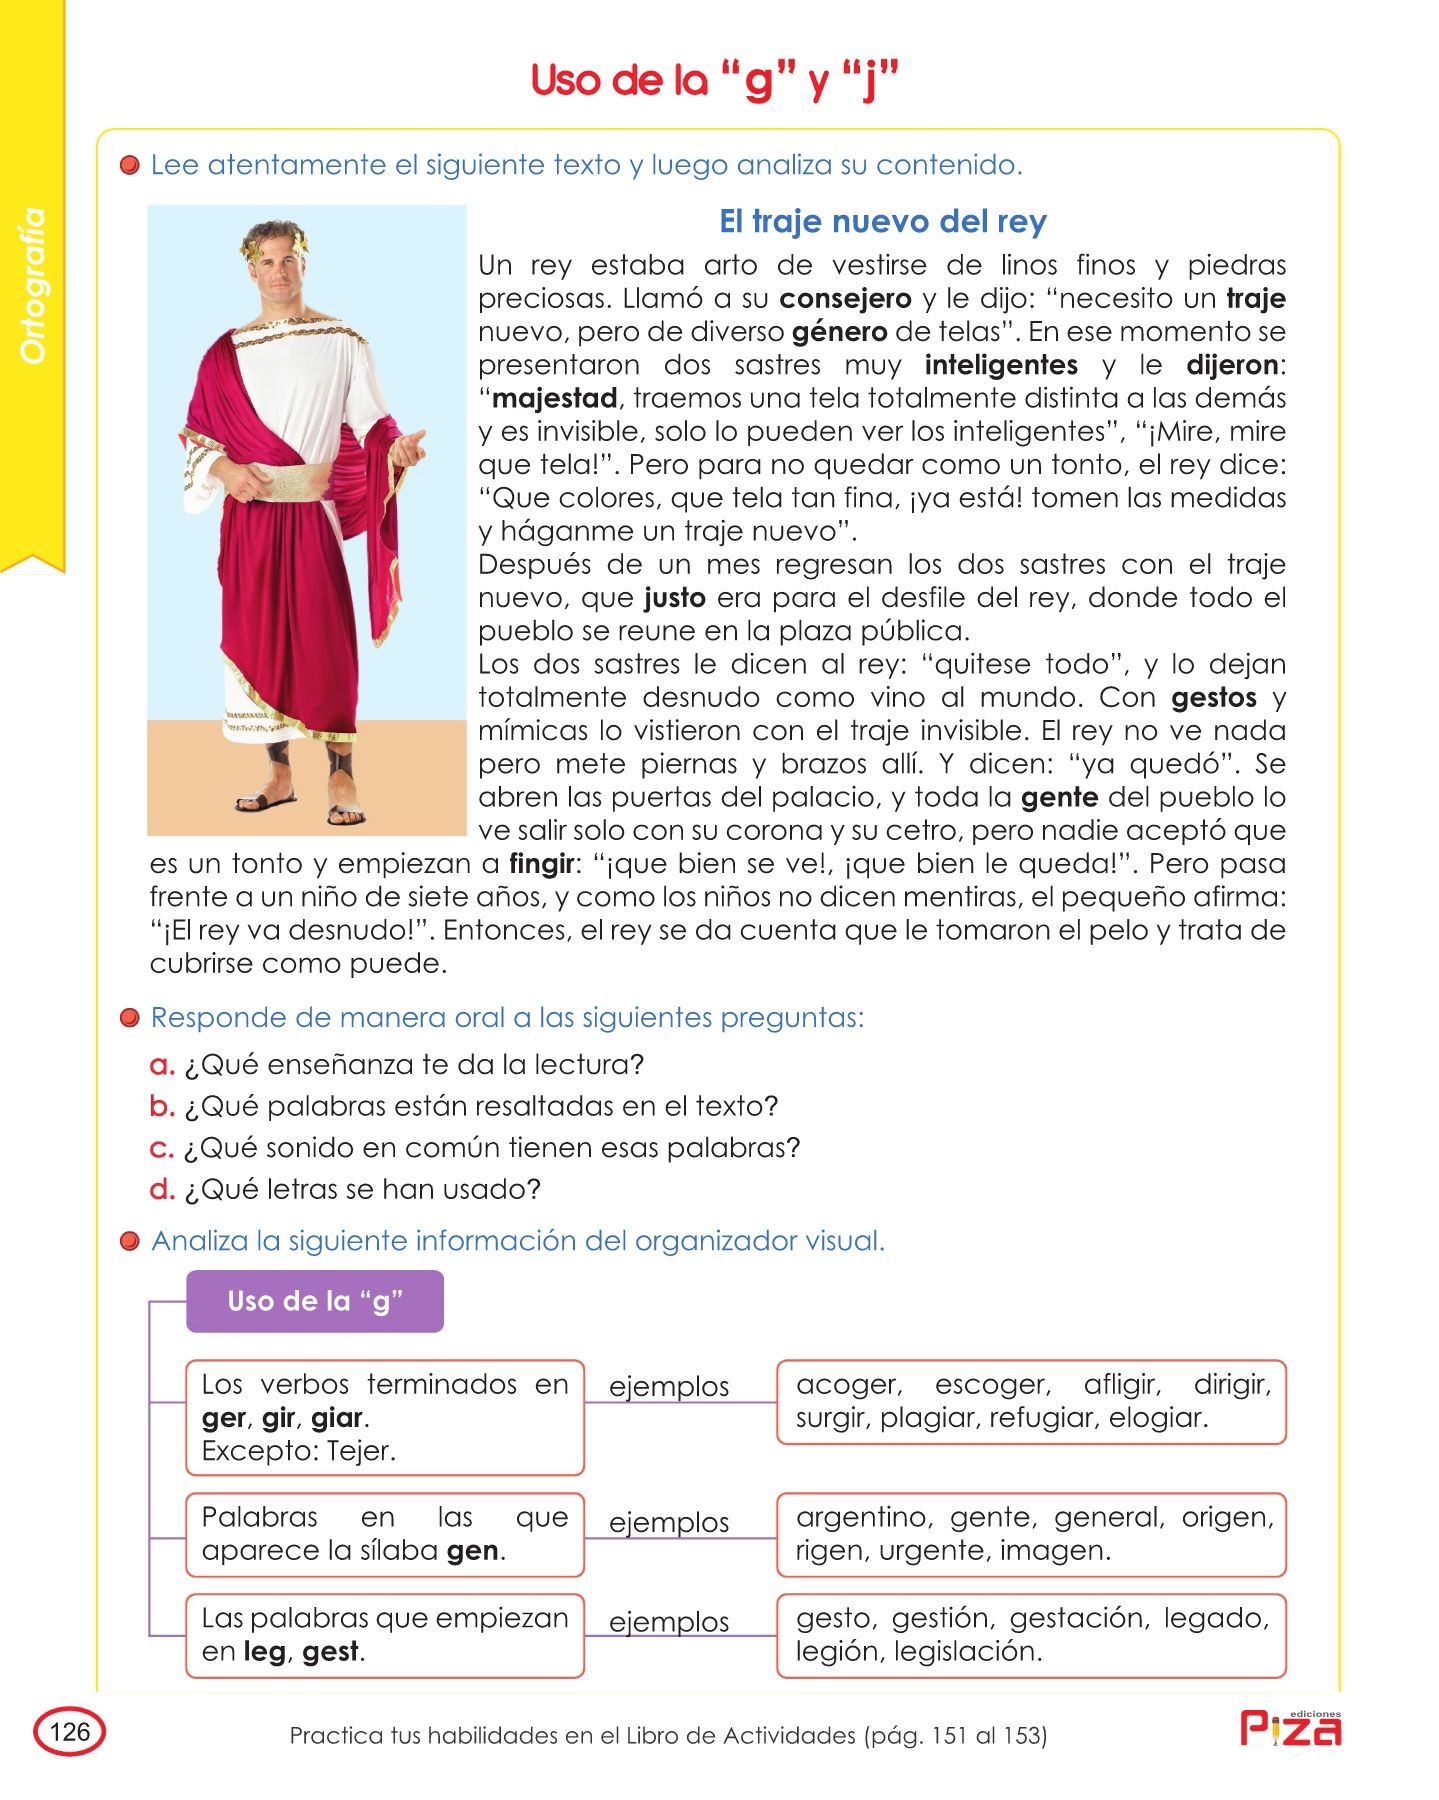 Uso de la “g” y “j”
Ortografía
Lee atentamente el siguiente texto y luego analiza su contenido.
El traje nuevo del rey
Un rey estaba arto de vestirse de linos finos y piedras
preciosas. Llamó a su consejero y le dijo: “necesito un traje
nuevo, pero de diverso género de telas”. En ese momento se
presentaron dos sastres muy inteligentes y le dijeron:
“majestad, traemos una tela totalmente distinta a las demás
y es invisible, solo lo pueden ver los inteligentes”, “¡Mire, mire
que tela!”. Pero para no quedar como un tonto, el rey dice:
“Que colores, que tela tan fina, ¡ya está! tomen las medidas
y háganme un traje nuevo”.
Después de un mes regresan los dos sastres con el traje
nuevo, que justo era para el desfile del rey, donde todo el
pueblo se reune en la plaza pública.
Los dos sastres le dicen al rey: “quitese todo”, y lo dejan
totalmente desnudo como vino al mundo. Con gestos y
mímicas lo vistieron con el traje invisible. El rey no ve nada
pero mete piernas y brazos allí. Y dicen: “ya quedó”. Se
abren las puertas del palacio, y toda la gente del pueblo lo
ve salir solo con su corona y su cetro, pero nadie aceptó que
es un tonto y empiezan a fingir: “¡que bien se ve!, ¡que bien le queda!”. Pero pasa
frente a un niño de siete años, y como los niños no dicen mentiras, el pequeño afirma:
“¡El rey va desnudo!”. Entonces, el rey se da cuenta que le tomaron el pelo y trata de
cubrirse como puede.
Responde de manera oral a las siguientes preguntas:
a. ¿Qué enseñanza te da la lectura?
b. ¿Qué palabras están resaltadas en el texto?
c. ¿Qué sonido en común tienen esas palabras?
d. ¿Qué letras se han usado?
Analiza la siguiente información del organizador visual.
Uso de la “g”
Los verbos terminados en
ger, gir, giar.
Excepto: Tejer.
ejemplos
acoger, escoger, afligir, dirigir,
surgir, plagiar, refugiar, elogiar.
Palabras en las que
aparece la sílaba gen.
ejemplos
argentino, gente, general, origen,
rigen, urgente, imagen.
Las palabras que empiezan
en leg, gest.
ejemplos
gesto, gestión, gestación, legado,
legión, legislación.
126
Practica tus habilidades en el Libro de Actividades (pág. 151 al 153)
ediciones
Piza